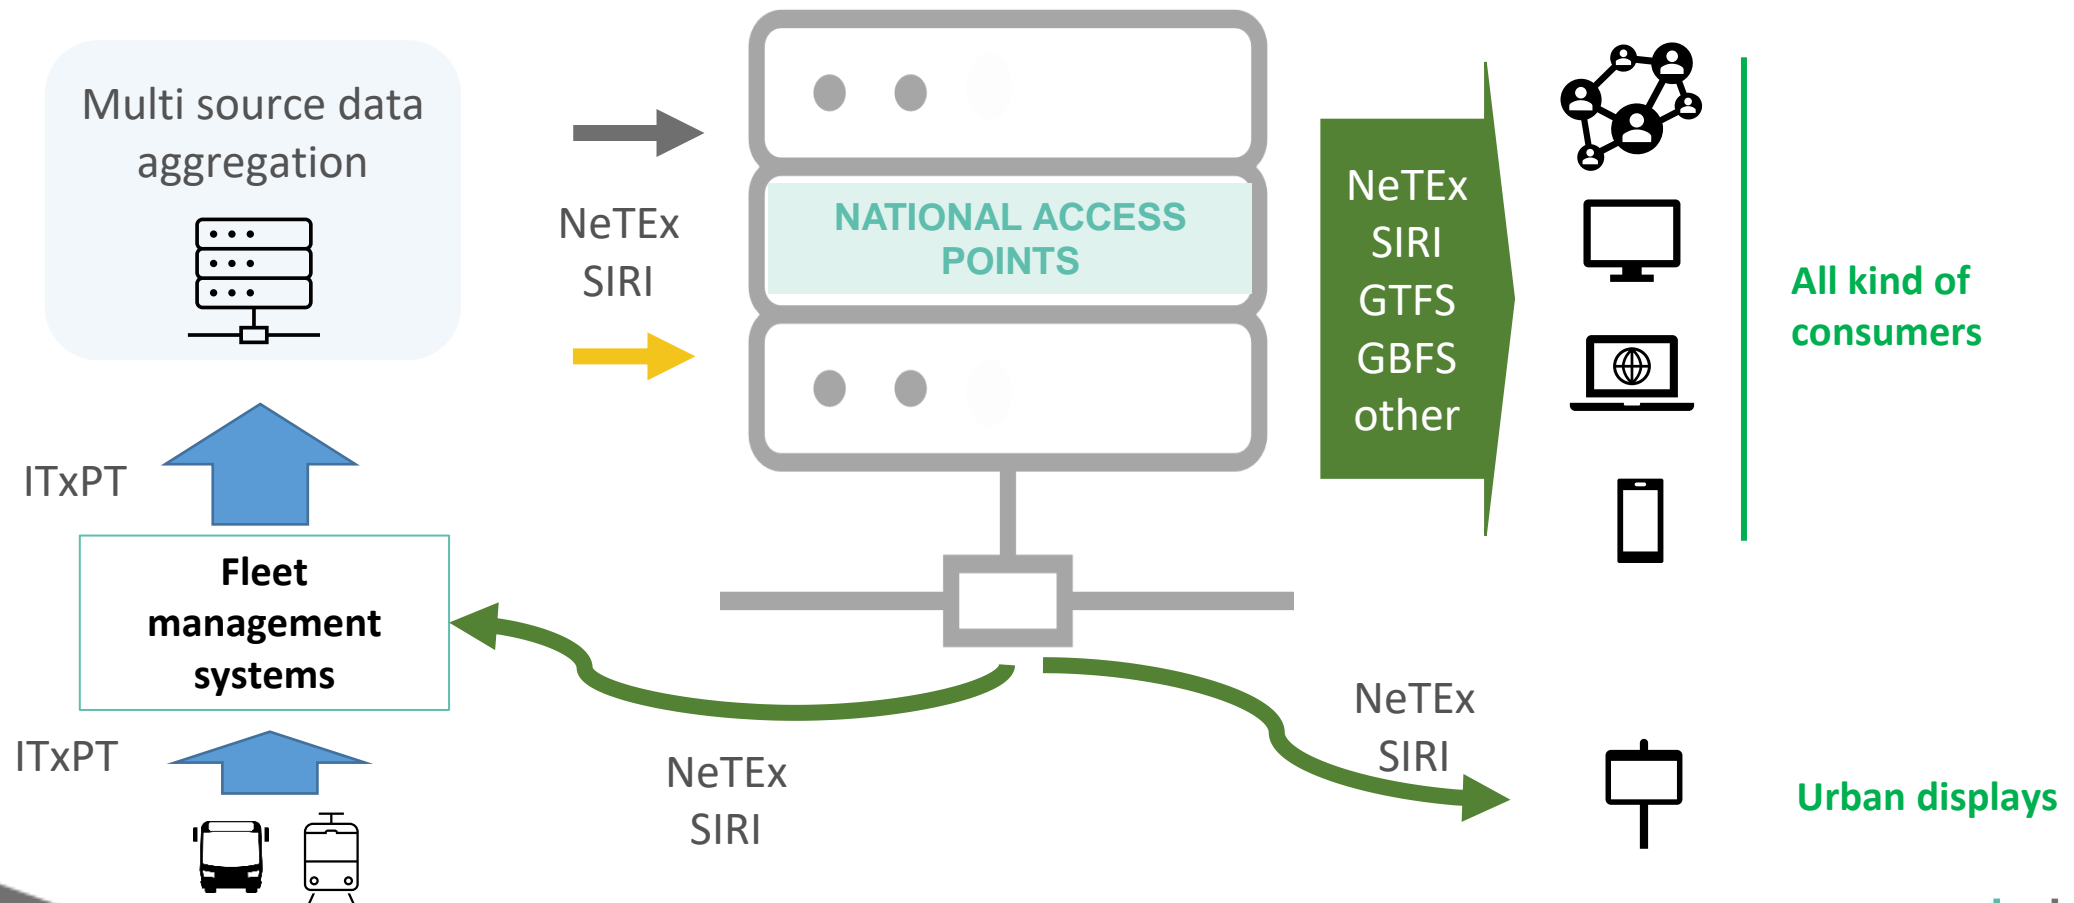 Multi source data
aggregation
NeTEx
SIRI
NATIONAL ACCESS
POINTS
NeTEx
SIRI
GTFS
GBFS
other
All kind of
consumers
ITxPT
Fleet
management
systems
ITxPT
NeTEx
SIRI
NeTEx
SIRI
Urban displays